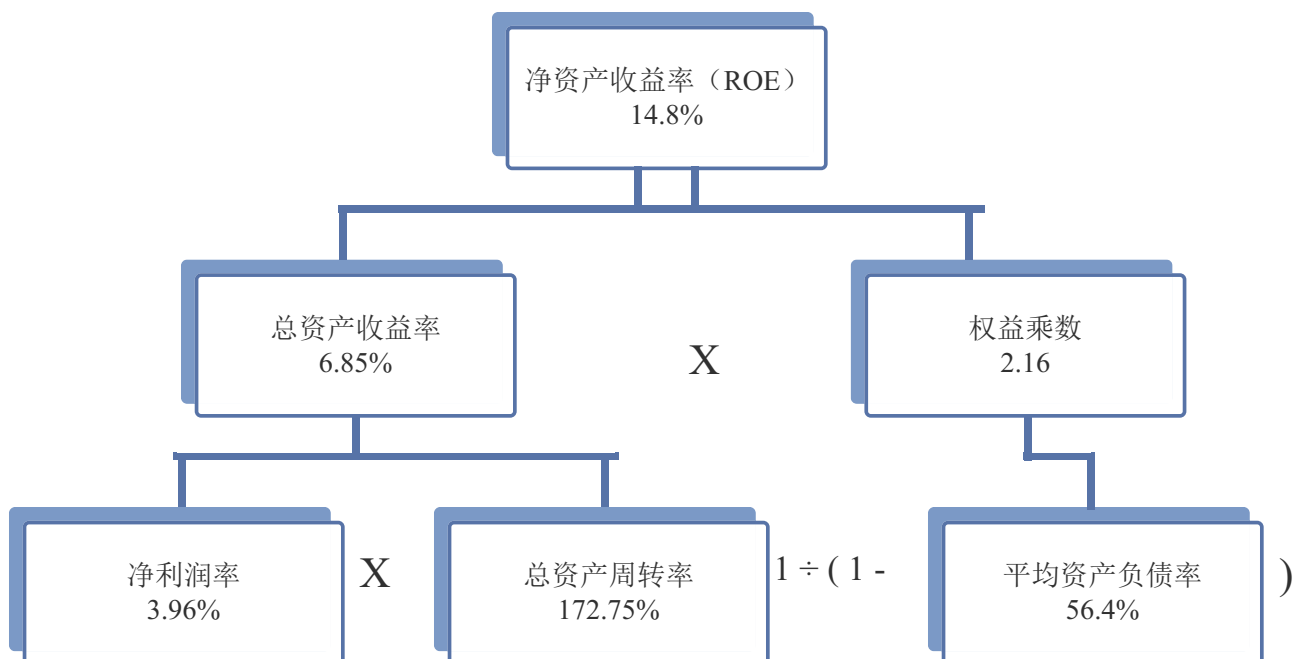 净资产收益率（ROE）
14.8%
总资产收益率
6.85%
X
权益乘数
2.16
净利润率
3.96%
X
总资产周转率
172.75%
1 ÷ ( 1 -
平均资产负债率
56.4%
)